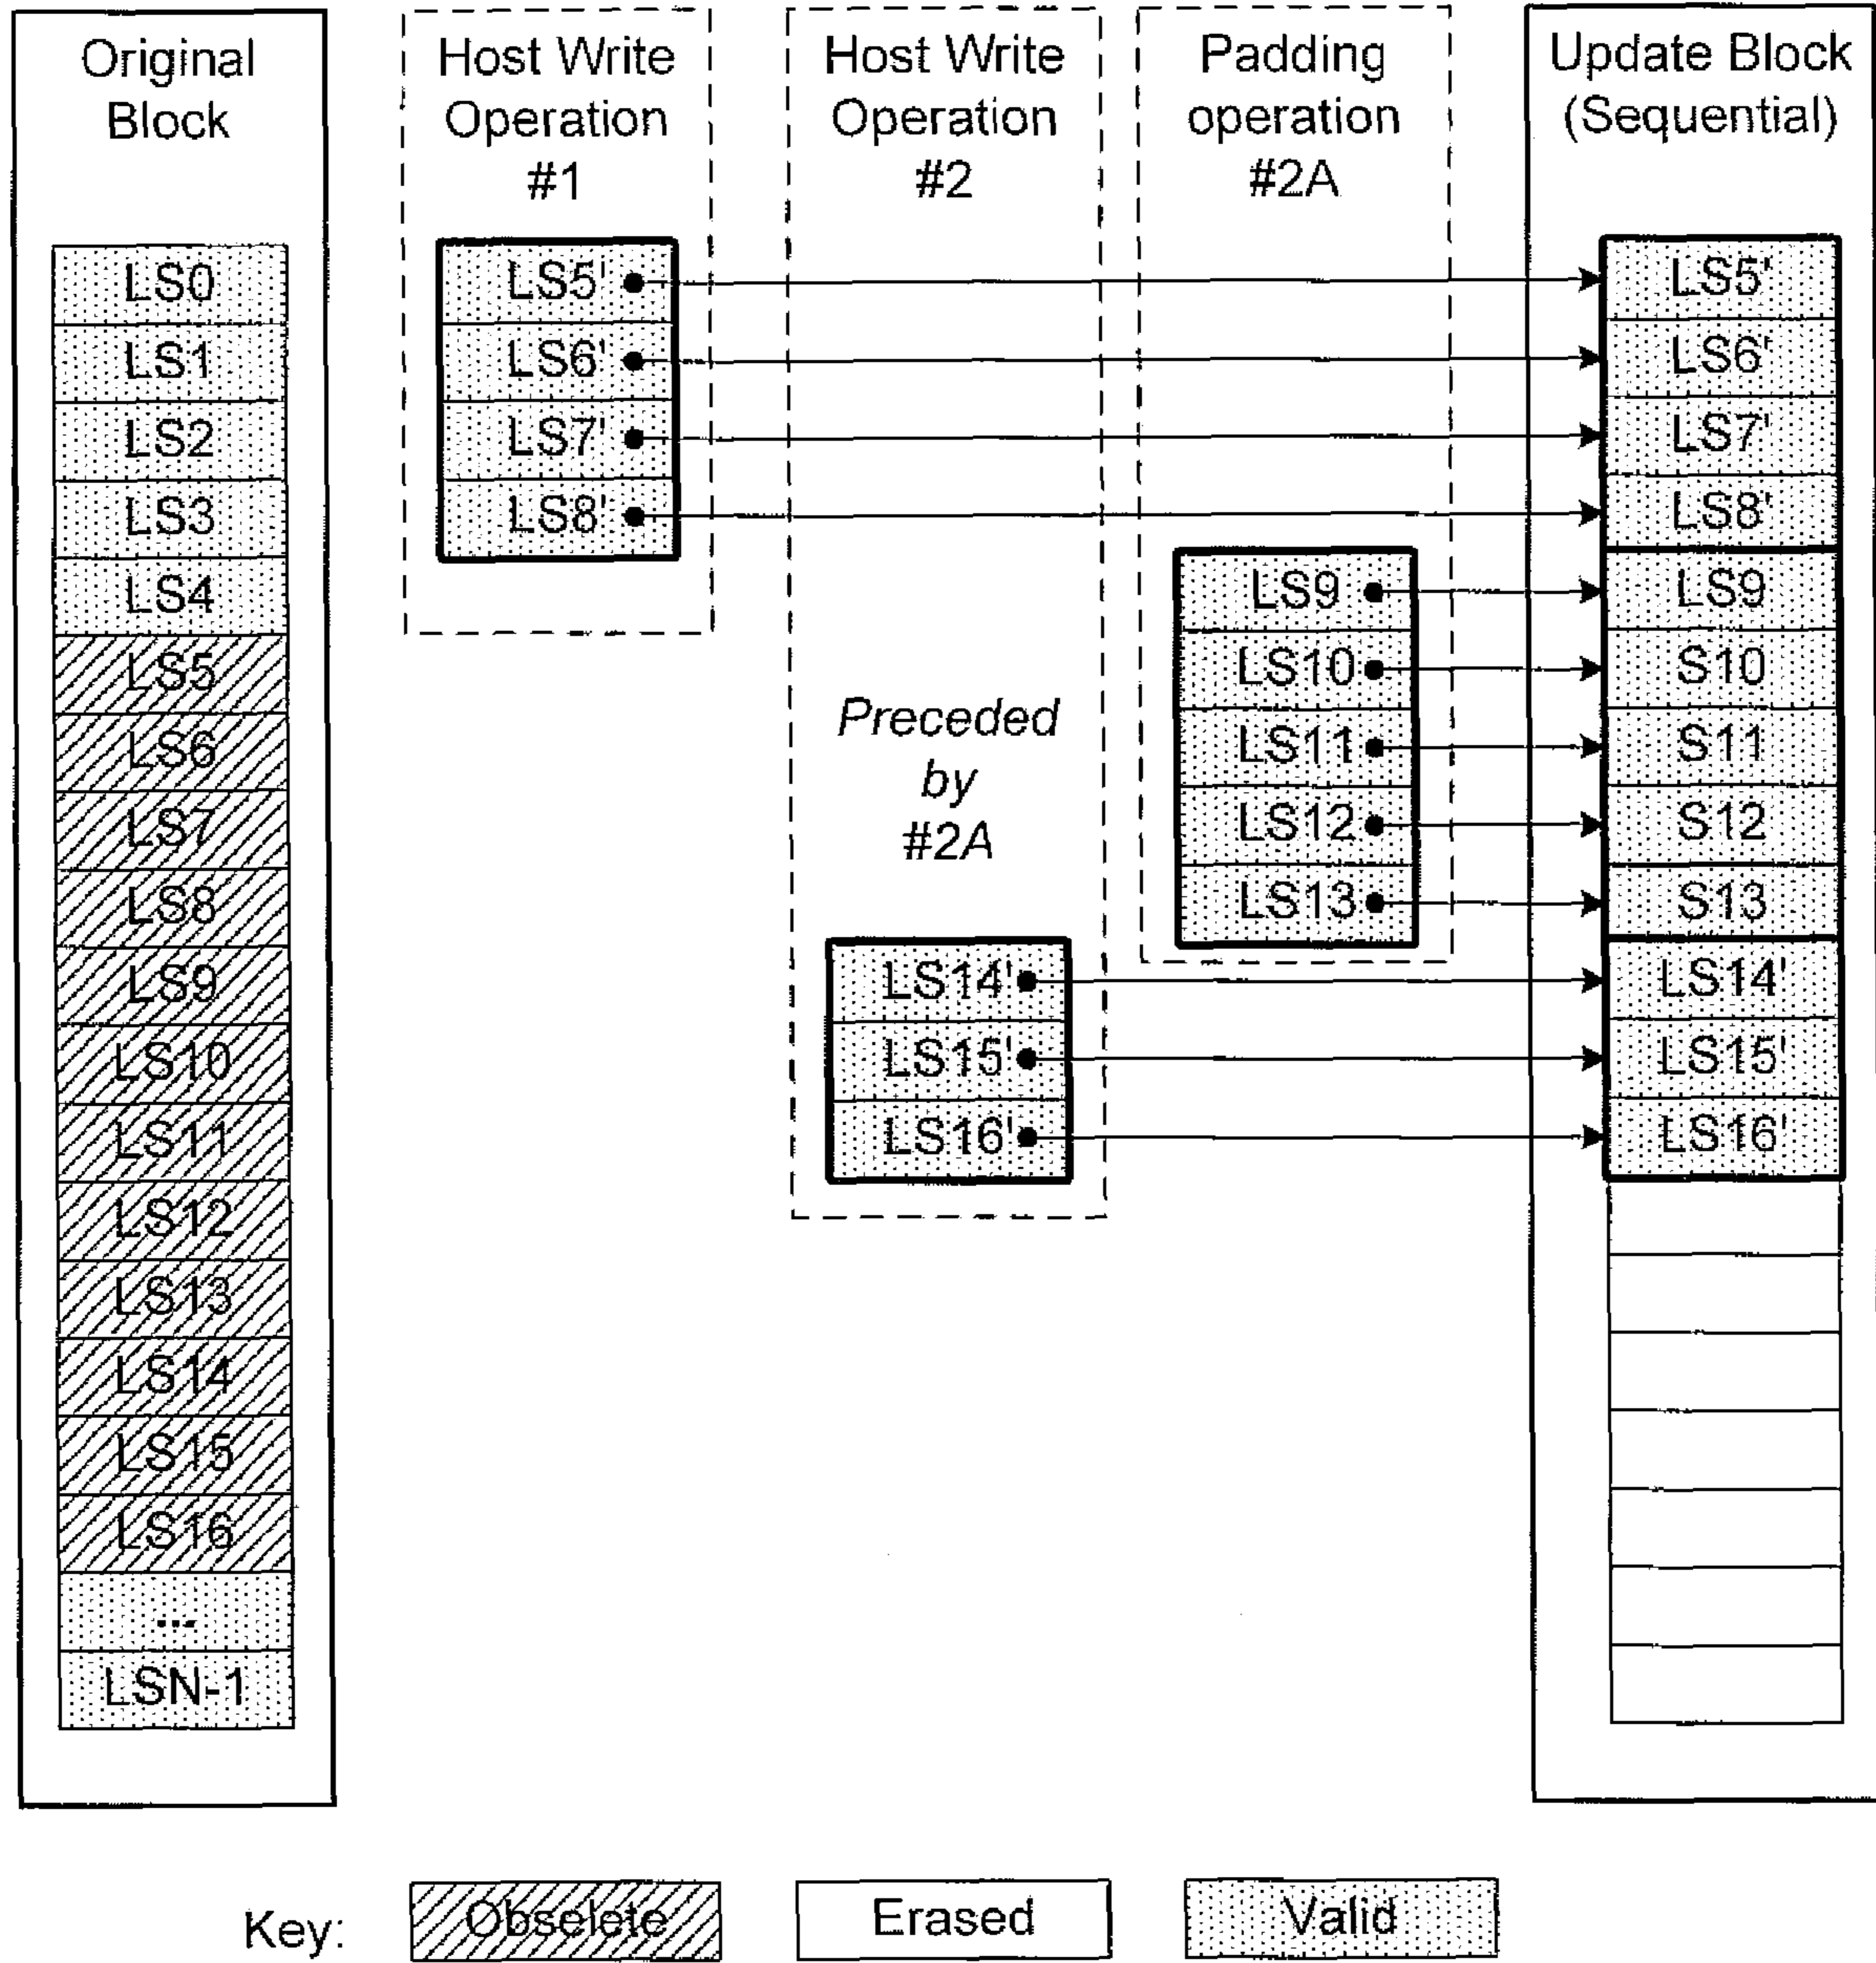 Original
Block
LS0
LS1
LS2
LS3
LS4
LS5
LS6
LS7
LS8
LS9
LS10
LS11
LS12
LS13
LS14
LS15
LS16
...
LSN-1
Host Write
Operation
#1
LS5'
LS6'
LS7'
LS8'
Host Write
Operation
#2
Preceded
by
#2A
LS14'
LS15'
LS16'
Padding
operation
#2A
LS9
LS10
LS11
LS12
LS13
Update Block
(Sequential)
LS5'
LS6'
LS7'
LS8'
LS9
S10
S11
S12
S13
LS14'
LS15'
LS16'
Key:
Obselete
Erased
Valid